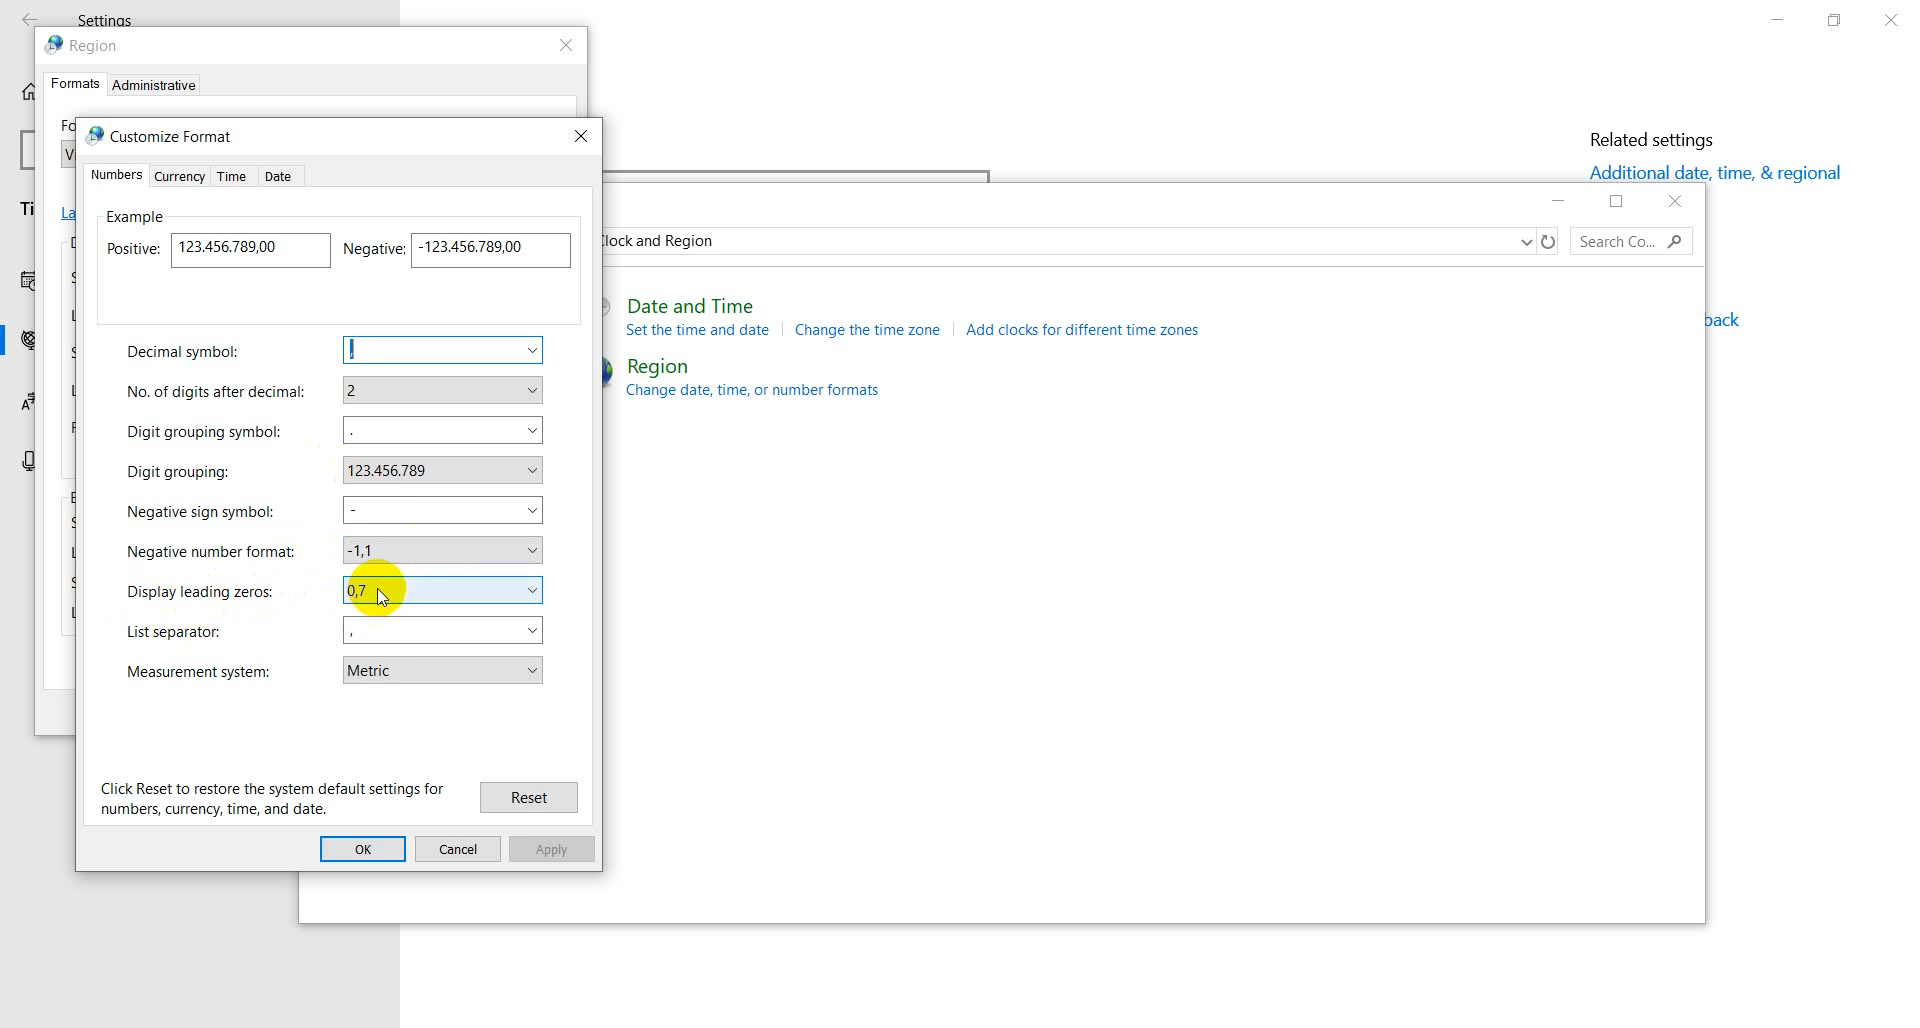 Settings
Region
Formats
Administrative
Customize Format
Numbers
Currency
Time
Date
Example
Positive:
123.456.789,00
Negative:
-123.456.789,00
Decimal symbol:
,
No. of digits after decimal:
2
Digit grouping symbol:
.
Digit grouping:
123.456.789
Negative sign symbol:
-
Negative number format:
-1,1
Display leading zeros:
0,7
List separator:
,
Measurement system:
Metric
Click Reset to restore the system default settings for
numbers, currency, time, and date.
Reset
OK
Cancel
Apply
Clock and Region
Search Co...
Date and Time
Set the time and date
Change the time zone
Add clocks for different time zones
Region
Change date, time, or number formats
Related settings
Additional date, time, & regional
back